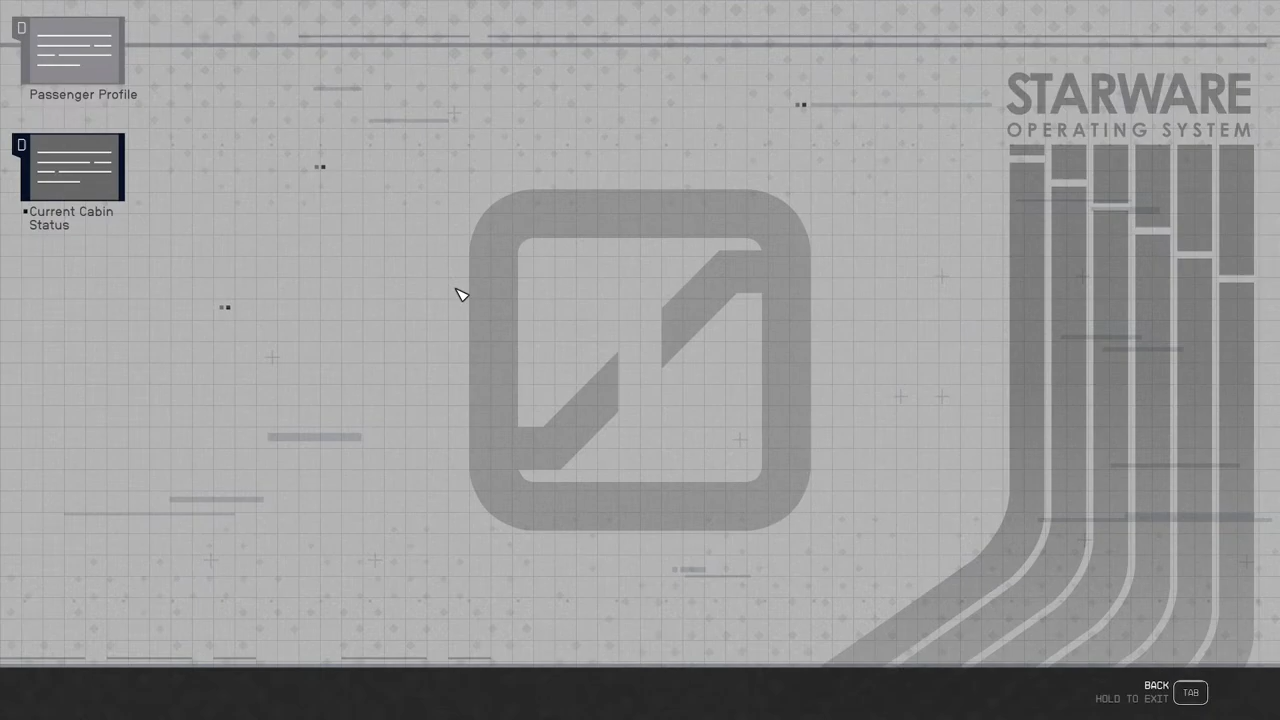 D
Passenger Profile
D
Current Cabin
Status
STARWARE
OPERATING SYSTEM
BACK
HOLD TO EXIT
TAB